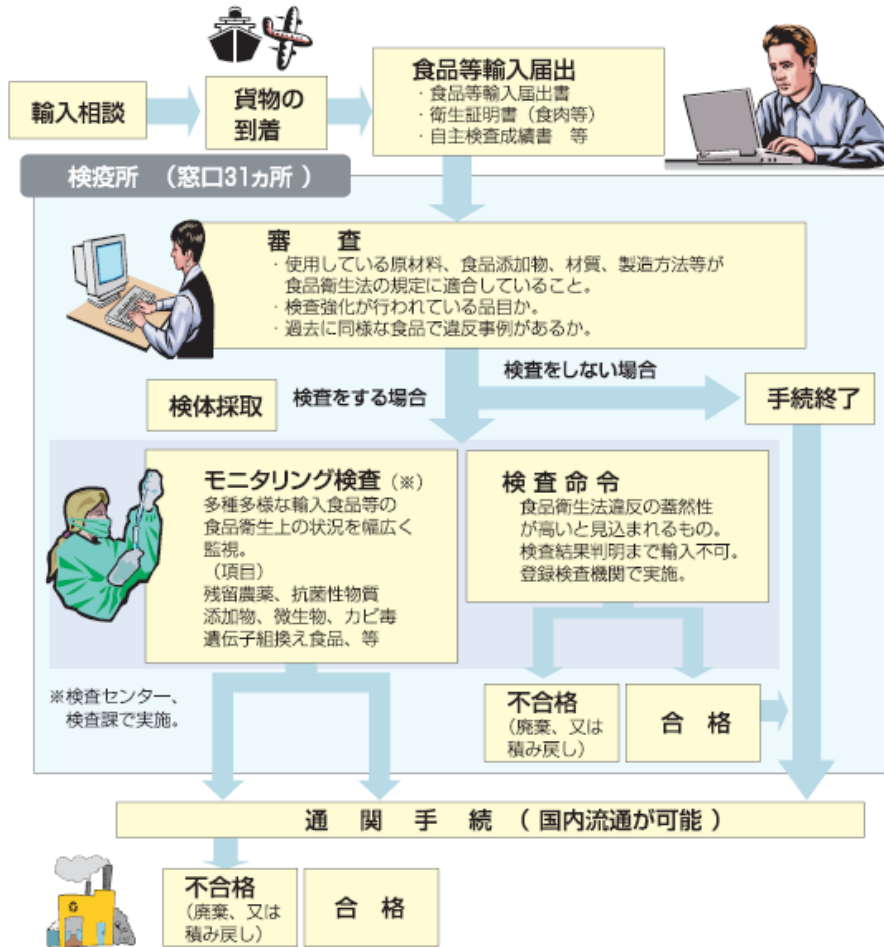 輸入相談
貨物の
到着
食品等輸入届出
・食品等輸入届出書
・衛生証明書（食肉等）
・自主検査成績書　等
検疫所　（窓口31ヵ所）
審　査
・使用している原材料、食品添加物、材質、製造方法等が
食品衛生法の規定に適合していること。
・検査強化が行われている品目か。
・過去に同様な食品で違反事例があるか。
検査をしない場合
検体採取
検査をする場合
手続終了
モニタリング検査（※）
多種多様な輸入食品等の
食品衛生上の状況を幅広く
監視。
（項目）
残留農薬、抗菌性物質
添加物、微生物、カビ毒
遺伝子組換え食品、等
検査命令
食品衛生法違反の蓋然性
が高いと見込まれるもの。
検査結果判明まで輸入不可。
登録検査機関で実施。
※検査センター、
検査課で実施。
不合格
（廃棄、又は
積み戻し）
合　格
通　関　手　続　（国内流通が可能）
不合格
（廃棄、又は
積み戻し）
合　格